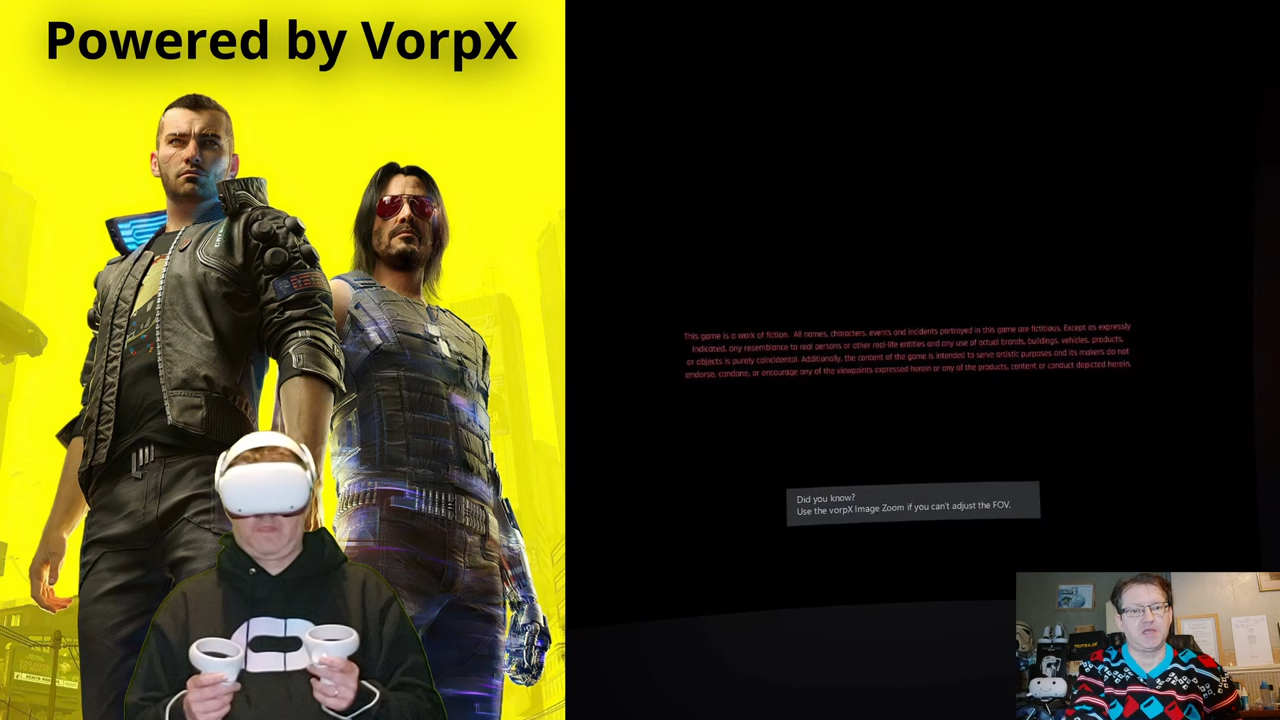 Powered by VorpX
This game is a work of fiction. All names, characters, events and incidents portrayed in this game are fictitious. Except as expressly
indicated, any resemblance to real persons or other real-life entities and any use of actual brands, buildings, vehicles, products,
or objects is purely coincidental. Additionally, the content of the game is intended to serve artistic purposes and its makers do not
endorse, condone, or encourage any of the viewpoints expressed herein or any of the products, content or conduct depicted herein.
Did you know?
Use the vorpX Image Zoom if you can't adjust the FOV.